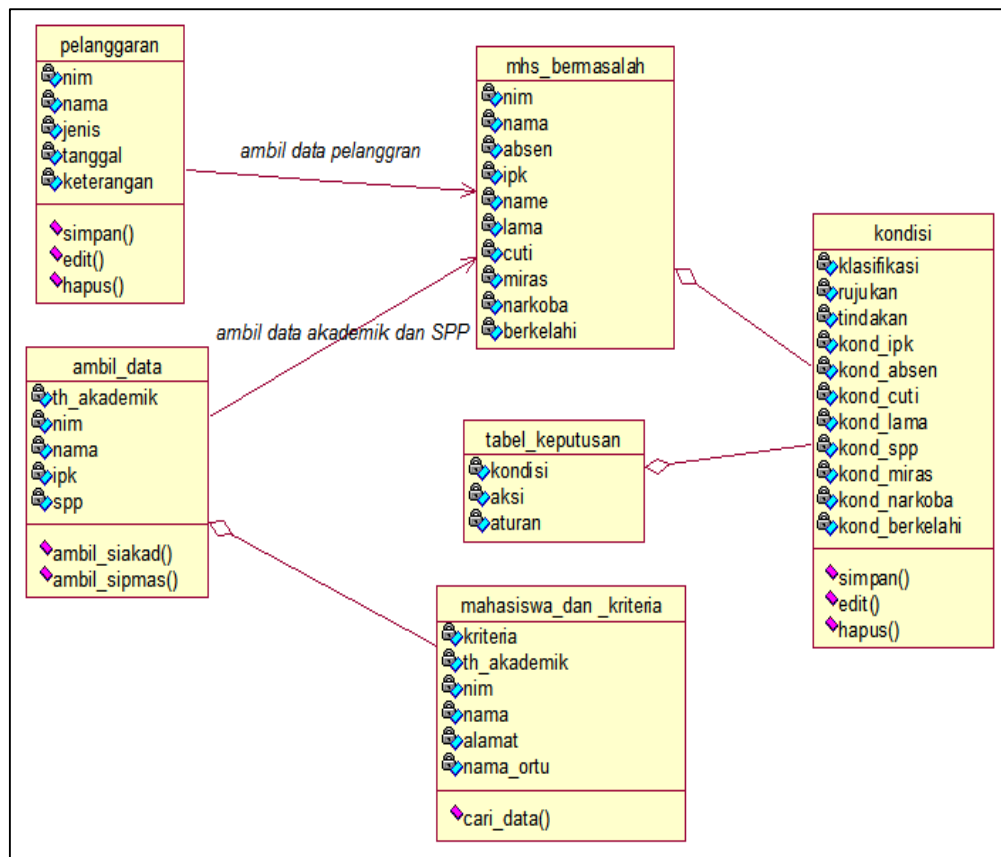 pelanggaran
nim
nama
jenis
tanggal
keterangan
simpan()
edit()
hapus()
ambil data pelanggran
mhs_bermasalah
nim
nama
absen
ipk
name
lama
cuti
miras
narkoba
berkelahi
ambil data akademik dan SPP
ambil_data
th_akademik
nim
nama
ipk
spp
ambil_siakad()
ambil_sipmas()
kondisi
klasifikasi
rujukan
tindakan
kond_ipk
kond_absen
kond_cuti
kond_lama
kond_spp
kond_miras
kond_narkoba
kond_berkelahi
simpan()
edit()
hapus()
tabel_keputusan
kondisi
aksi
aturan
mahasiswa_dan _kriteria
kriteria
th_akademik
nim
nama
alamat
nama_ortu
cari_data()